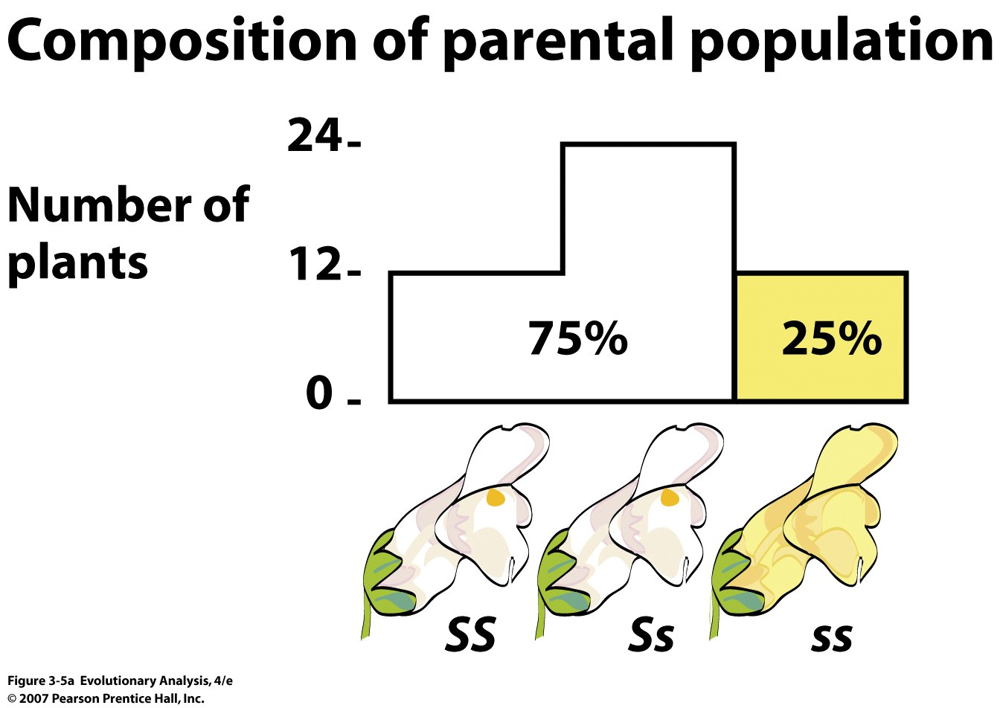 Composition of parental population
24-
Number of
plants
12-
75%
25%
0 -
SS
Ss
ss
Figure 3-5a Evolutionary Analysis, 4/e
© 2007 Pearson Prentice Hall, Inc.